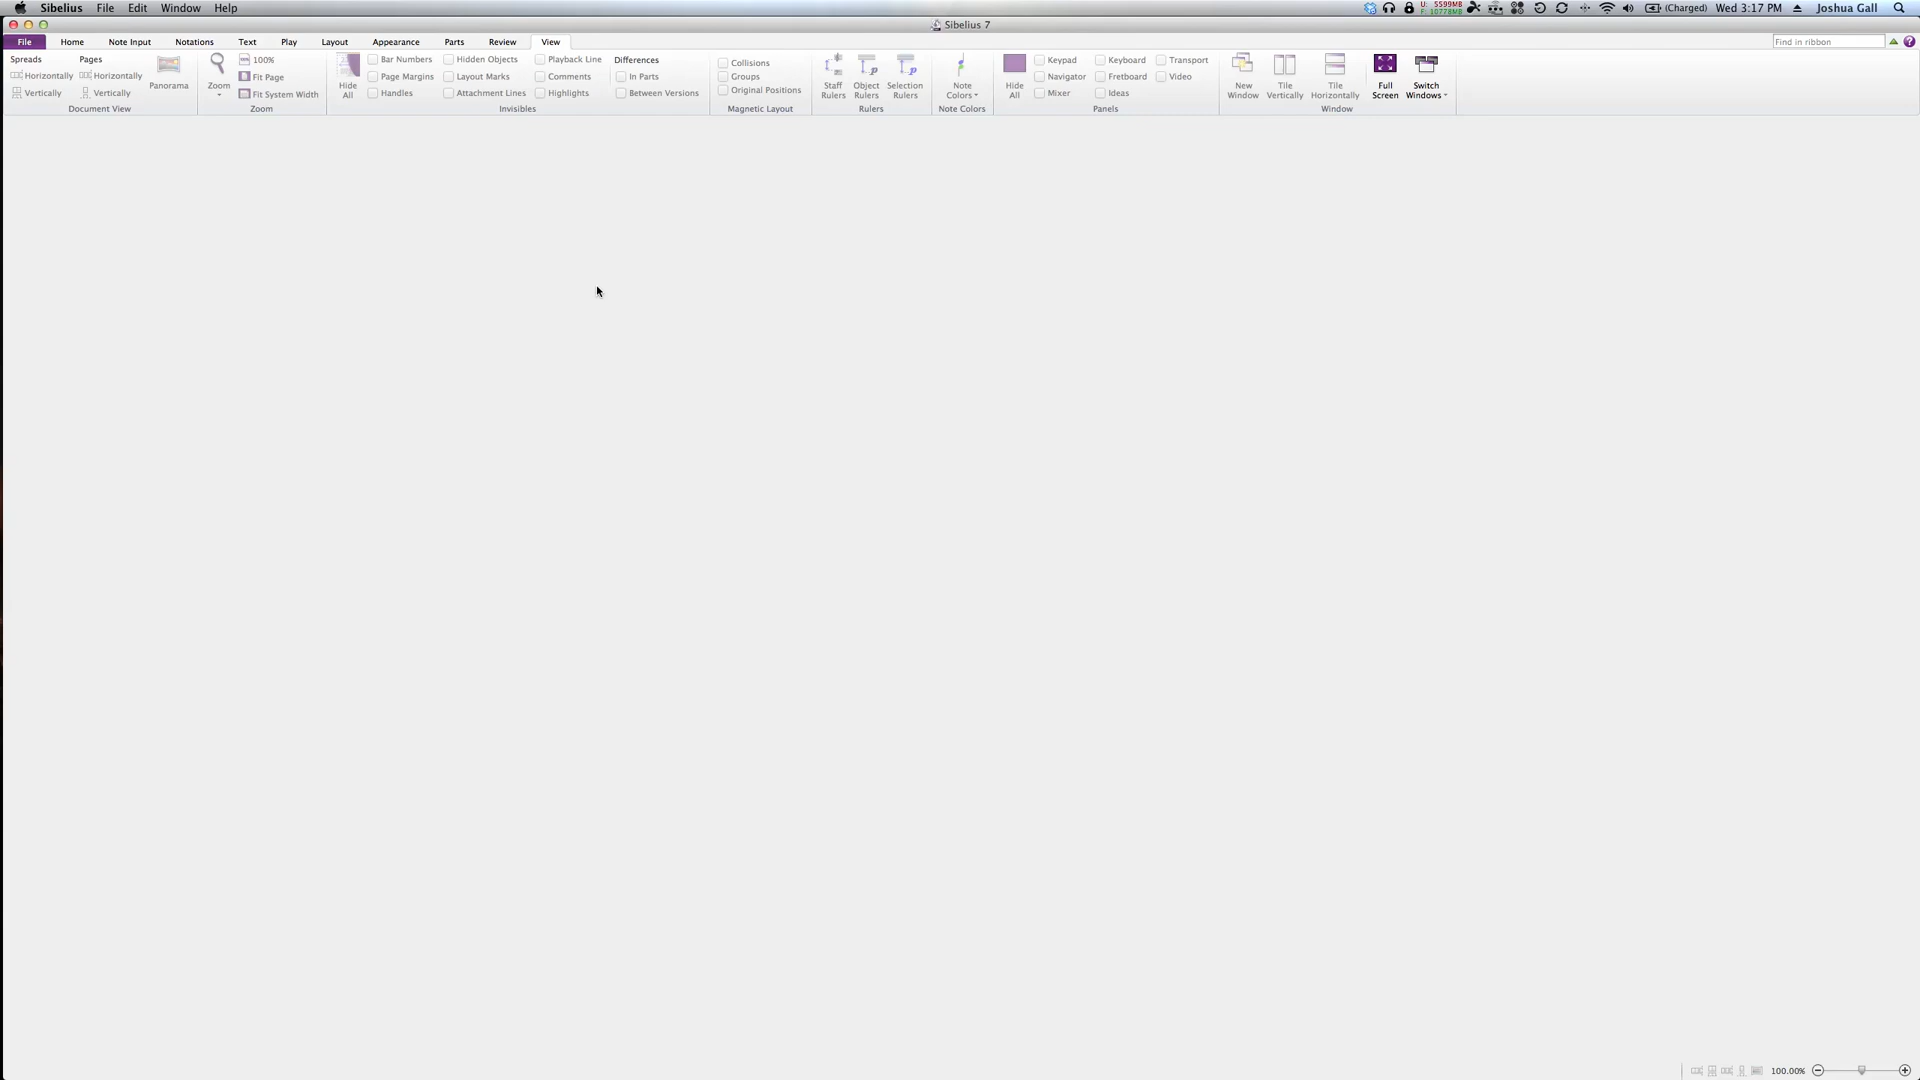 Sibelius File Edit Window Help U: 5599MB F: 10778MB (Charged) Wed 3:17 PM Joshua Gall
Sibelius 7
File Home Note Input Notations Text Play Layout Appearance Parts Review View Find in ribbon
Spreads Pages 100% Bar Numbers Hidden Objects Playback Line Differences Collisions Keypad Keyboard Transport
Horizontally Horizontally Fit Page Page Margins Layout Marks Comments In Parts Groups Navigator Fretboard Video
Vertically Vertically Panorama Zoom Fit System Width Hide All Handles Attachment Lines Highlights Between Versions Original Positions Staff Rulers Object Rulers Selection Rulers Note Colors Hide All Mixer Ideas New Window Tile Vertically Tile Horizontally Full Screen Switch Windows
Document View Zoom Invisibles Magnetic Layout Rulers Note Colors Panels Window
100.00%